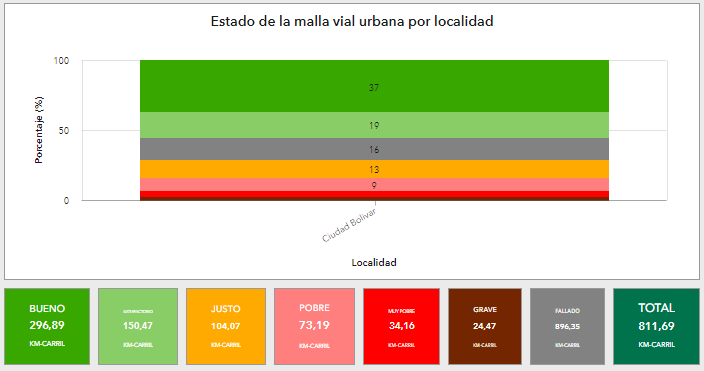 Estado de la malla vial urbana por localidad
100
37
Porcentaje (%)
19
50
16
13
9
0
Ciudad Bolívar
Localidad
BUENO
296,89
KM-CARRIL
SATISFACTORIO
150,47
KM-CARRIL
JUSTO
104,07
KM-CARRIL
POBRE
73,19
KM-CARRIL
MUY POBRE
34,16
KM-CARRIL
GRAVE
24,47
KM-CARRIL
FALLADO
896,35
KM-CARRIL
TOTAL
811,69
KM-CARRIL